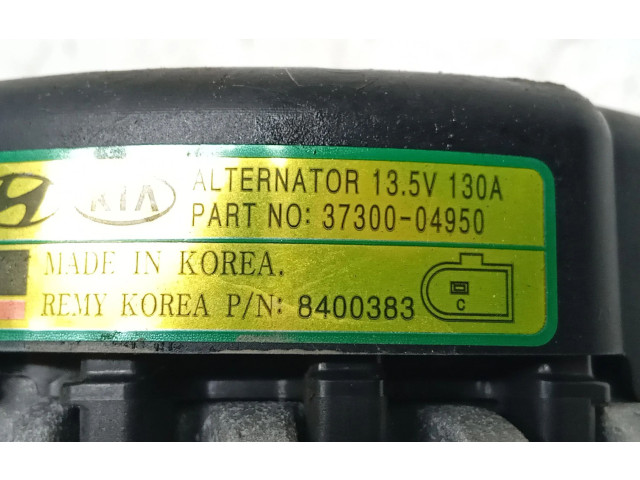 KIA
ALTERNATOR 13.5V 130A
PART NO: 37300-04950
MADE IN KOREA.
REMY KOREA P/N: 8400383
C